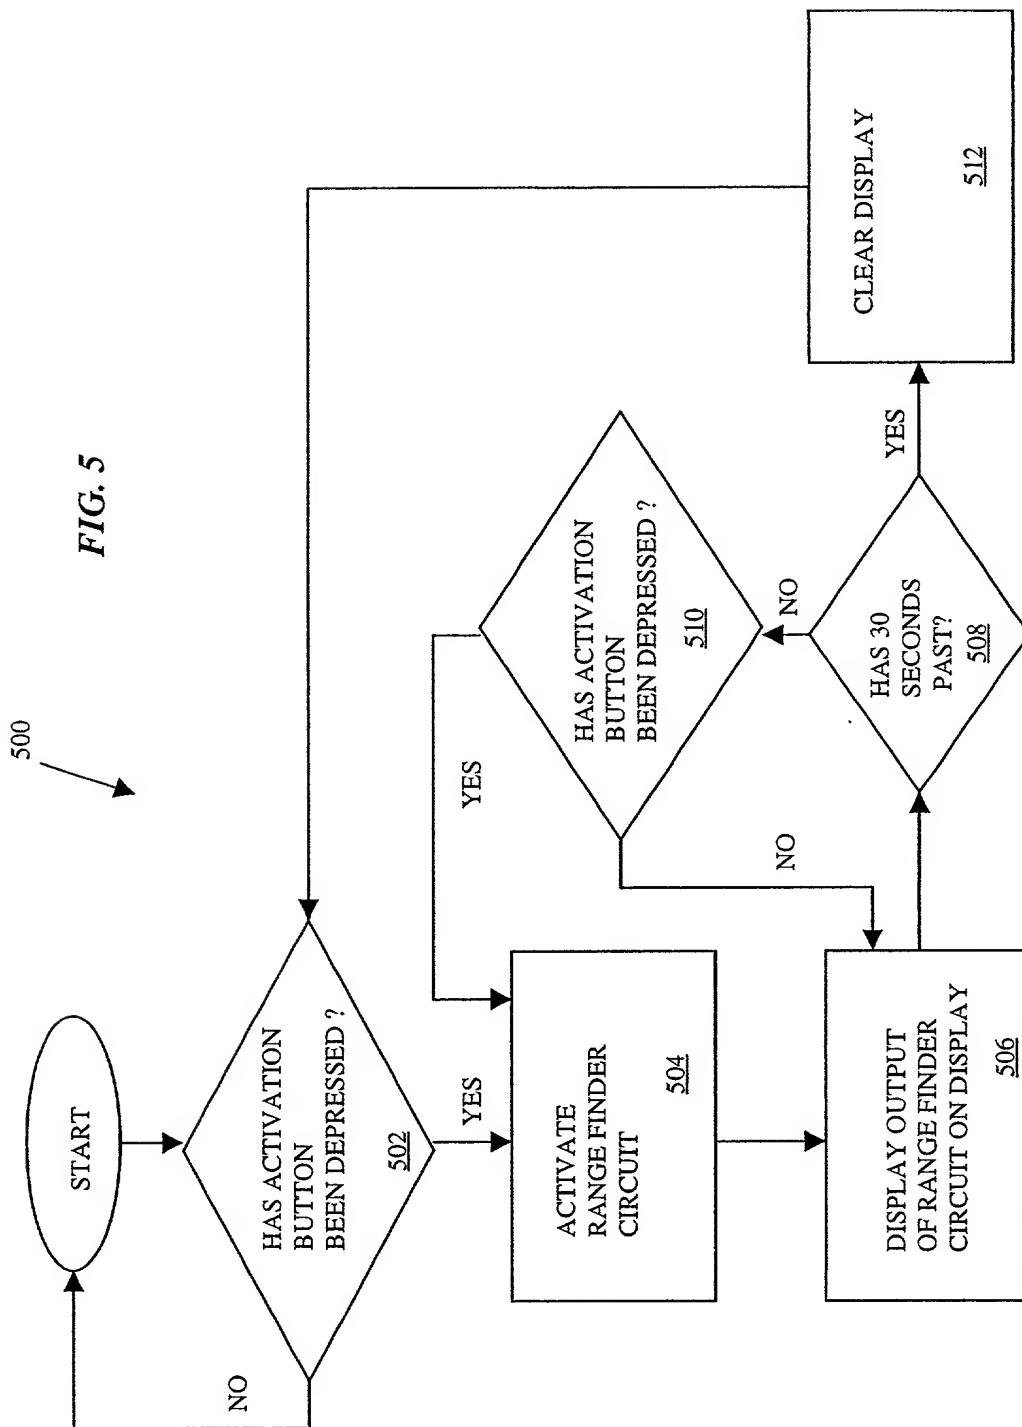 FIG. 5
500
START
HAS ACTIVATION
BUTTON
BEEN DEPRESSED ?
502
NO
YES
ACTIVATE
RANGE FINDER
CIRCUIT
504
DISPLAY OUTPUT
OF RANGE FINDER
CIRCUIT ON DISPLAY
506
HAS 30
SECONDS
PAST?
508
NO
YES
HAS ACTIVATION
BUTTON
BEEN DEPRESSED ?
510
YES
NO
CLEAR DISPLAY
512